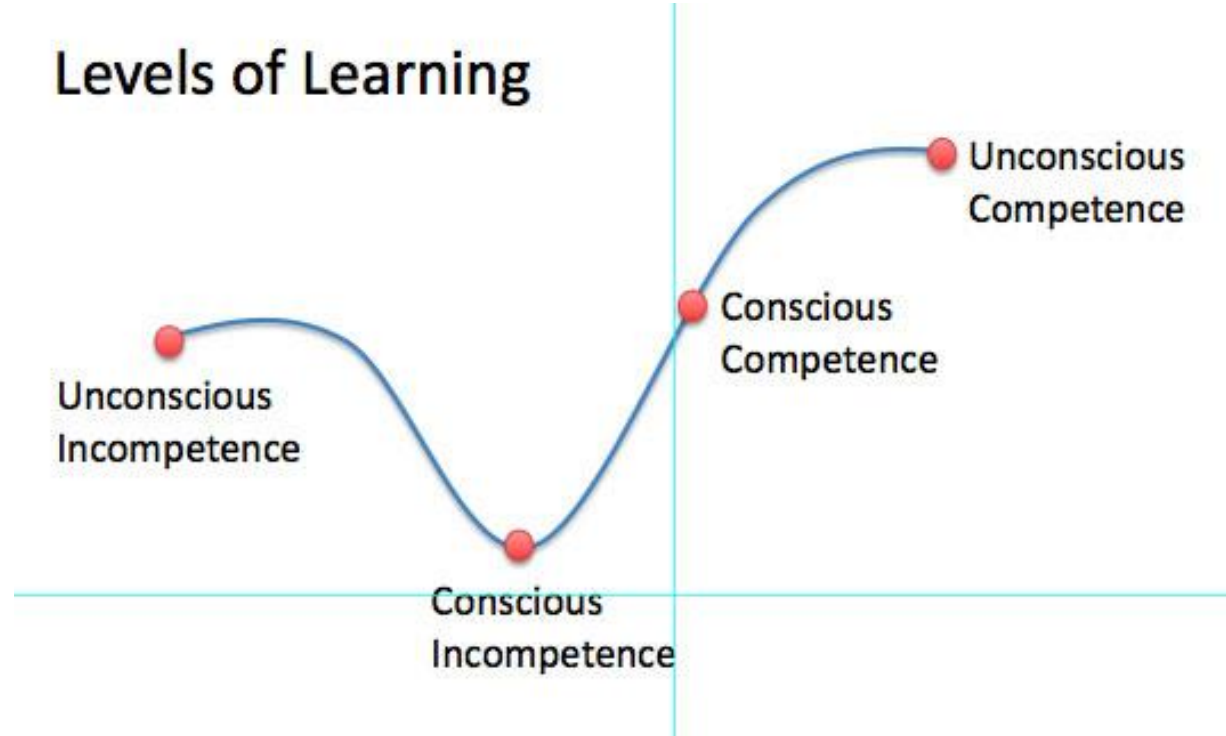 Levels of Learning
Unconscious
Competence
Conscious
Competence
Unconscious
Incompetence
Conscious
Incompetence